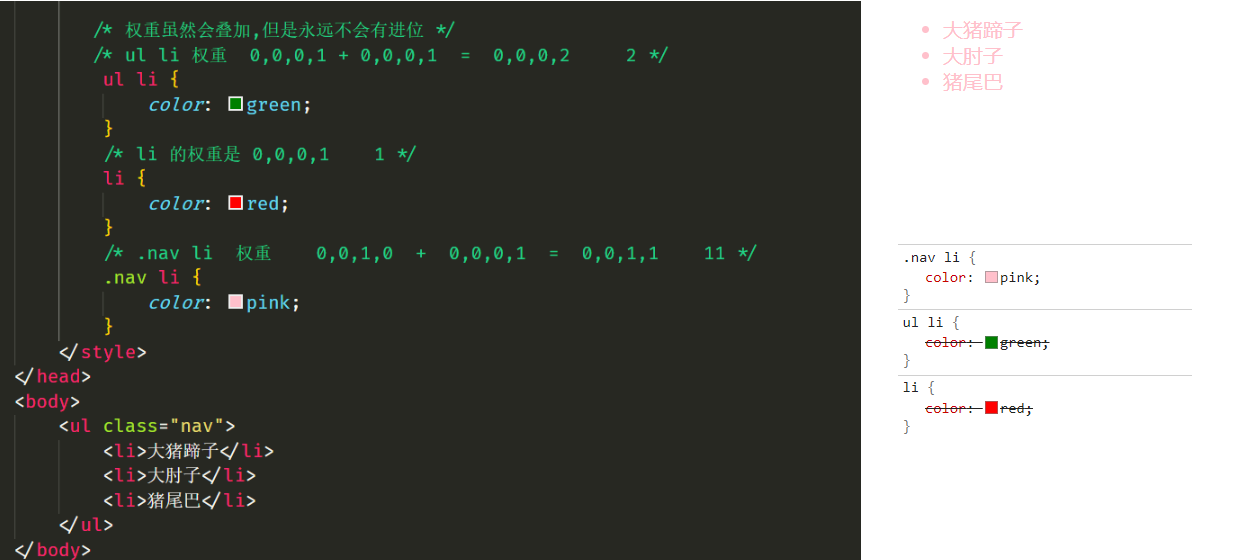 /* 权重虽然会叠加,但是永远不会有进位 */
/* ul li 权重  0,0,0,1 + 0,0,0,1  =  0,0,0,2     2 */
ul li {
color: green;
}
/* li 的权重是 0,0,0,1    1 */
li {
color: red;
}
/* .nav li  权重    0,0,1,0  +  0,0,0,1  =  0,0,1,1    11 */
.nav li {
color: pink;
}
</style>
</head>
<body>
<ul class="nav">
<li>大猪蹄子</li>
<li>大肘子</li>
<li>猪尾巴</li>
</ul>
</body>
大猪蹄子
大肘子
猪尾巴
.nav li {
color: pink;
}
ul li {
color: green;
}
li {
color: red;
}